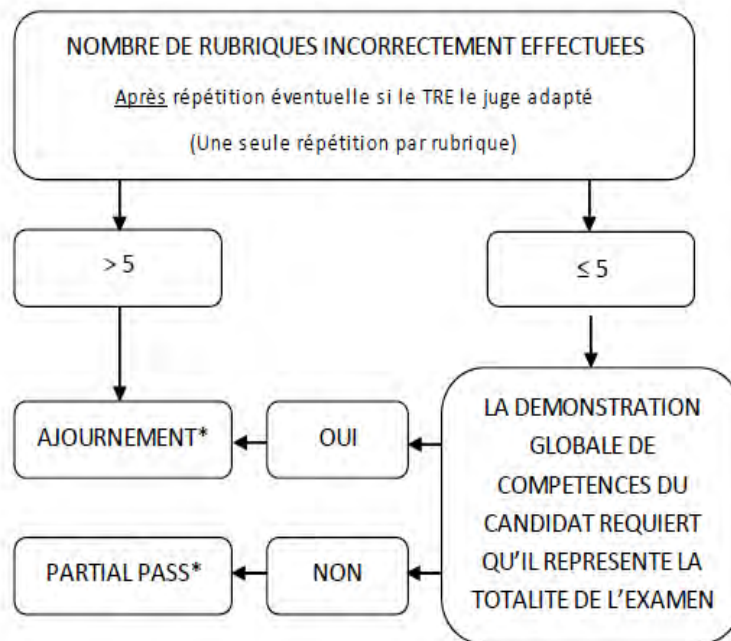 NOMBRE DE RUBRIQUES INCORRECTEMENT EFFECTUEES
Après répétition éventuelle si le TRE le juge adapté
(Une seule répétition par rubrique)
> 5
≤ 5
LA DEMONSTRATION
GLOBALE DE
COMPETENCES DU
CANDIDAT REQUIERT
QU'IL REPRESENTE LA
TOTALITE DE L'EXAMEN
OUI
AJOURNEMENT*
NON
PARTIAL PASS*